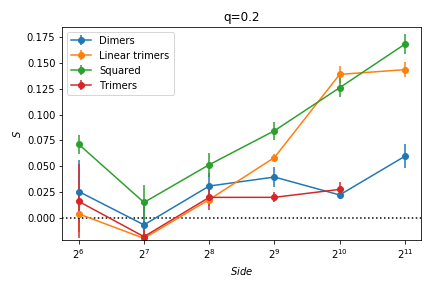 q=0.2
Dimers
Linear trimers
Squared
Trimers
S
0.175
0.150
0.125
0.100
0.075
0.050
0.025
0.000
2⁶ 2⁷ 2⁸ 2⁹ 2¹⁰ 2¹¹
Side